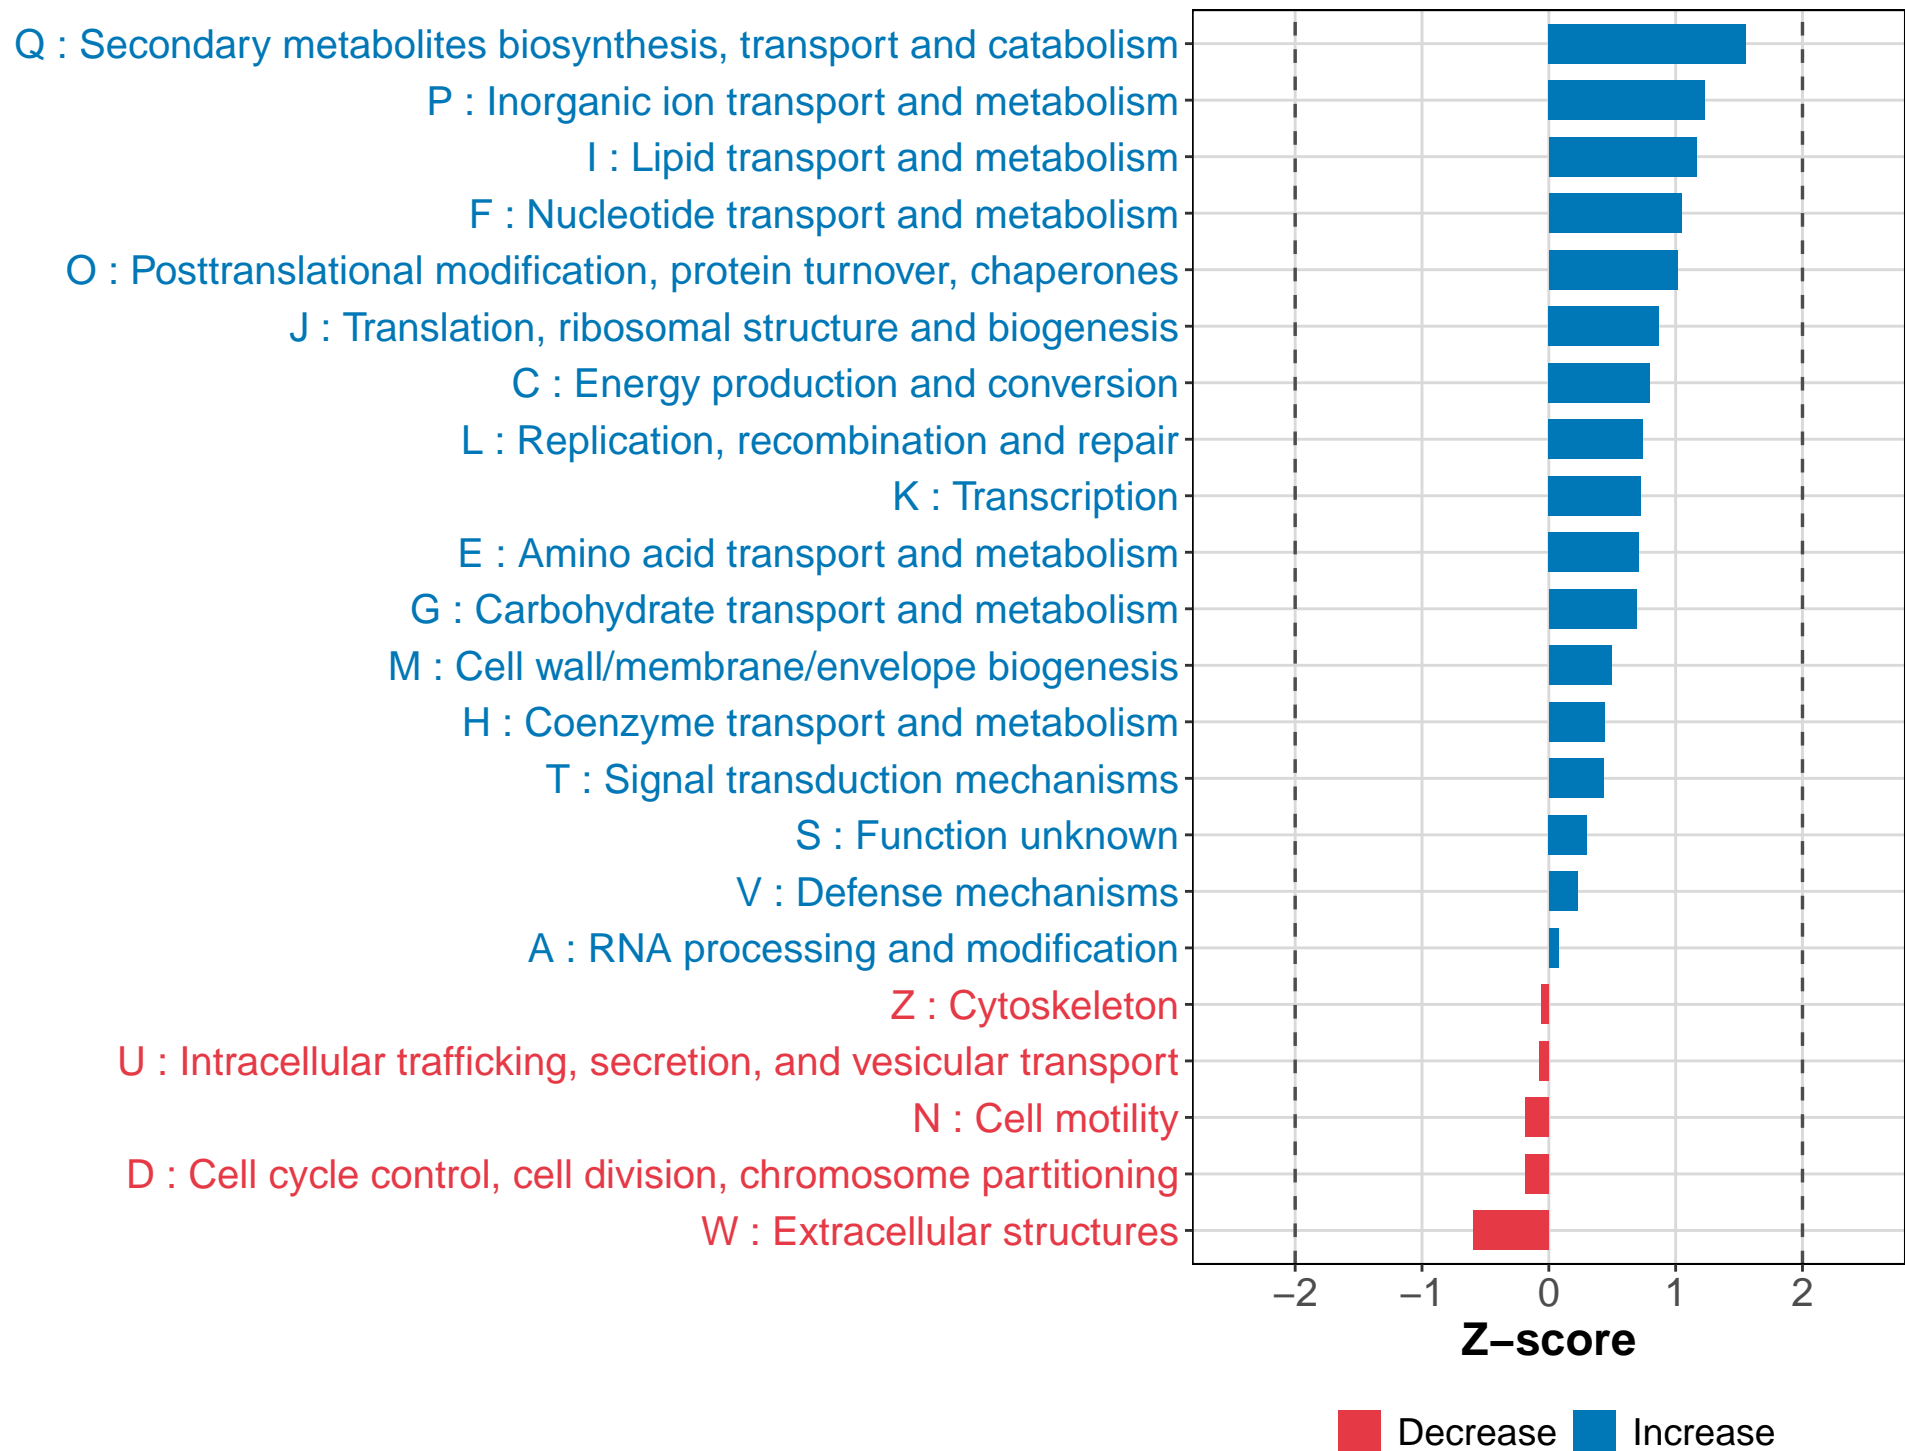 Q : Secondary metabolites biosynthesis, transport and catabolism
P : Inorganic ion transport and metabolism
I : Lipid transport and metabolism
F : Nucleotide transport and metabolism
O : Posttranslational modification, protein turnover, chaperones
J : Translation, ribosomal structure and biogenesis
C : Energy production and conversion
L : Replication, recombination and repair
K : Transcription
E : Amino acid transport and metabolism
G : Carbohydrate transport and metabolism
M : Cell wall/membrane/envelope biogenesis
H : Coenzyme transport and metabolism
T : Signal transduction mechanisms
S : Function unknown
V : Defense mechanisms
A : RNA processing and modification
Z : Cytoskeleton
U : Intracellular trafficking, secretion, and vesicular transport
N : Cell motility
D : Cell cycle control, cell division, chromosome partitioning
W : Extracellular structures
−2 −1 0 1 2
Z−score
Decrease Increase